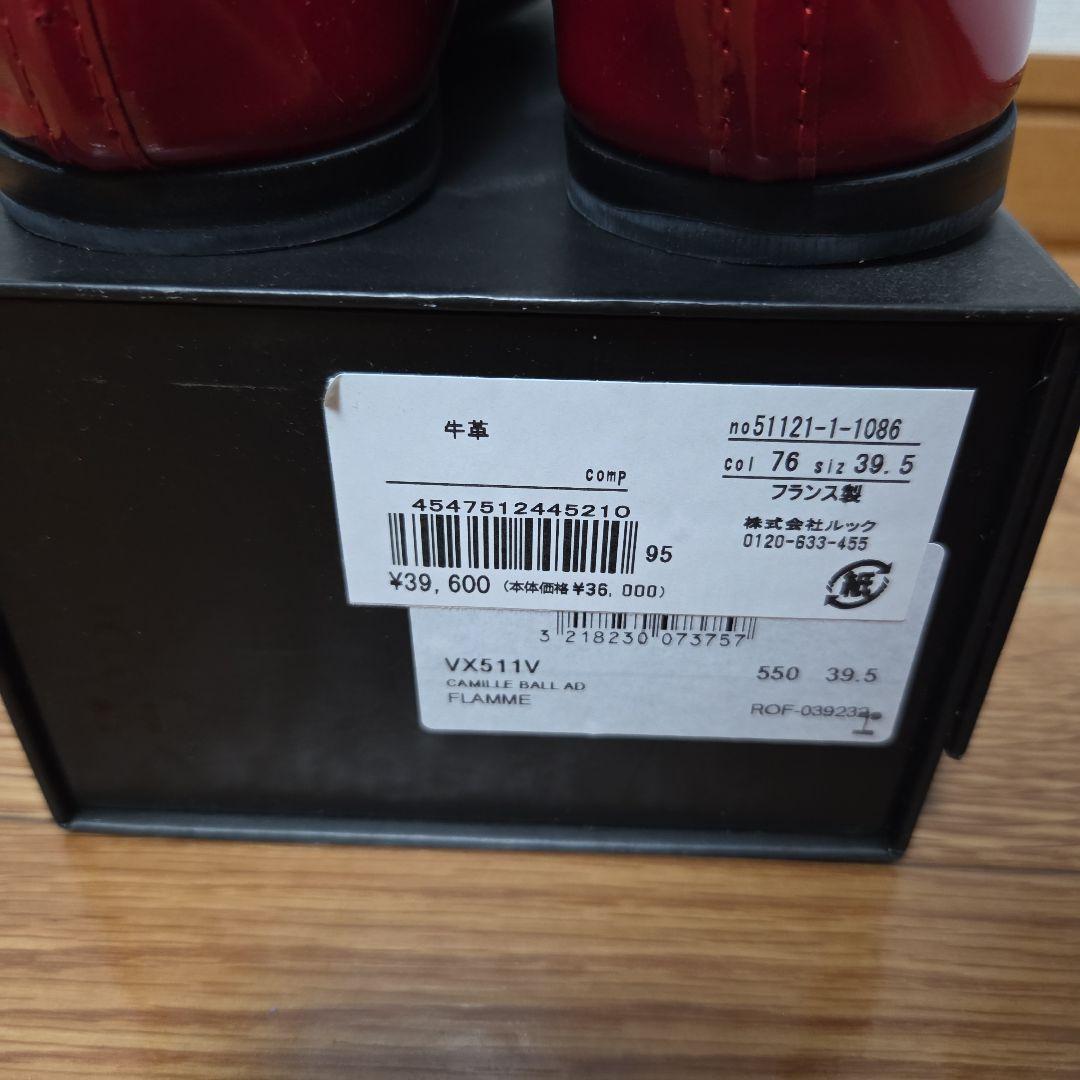 牛革
comp
no51121-1-1086
col 76 siz 39.5
フランス製
株式会社ルック
0120-633-455
紙
4547512445210
95
¥39,600 (本体価格¥36,000)
3 218230 073757
VX511V
CAMILLE BALL AD
FLAMME
550 39.5
ROF-039232